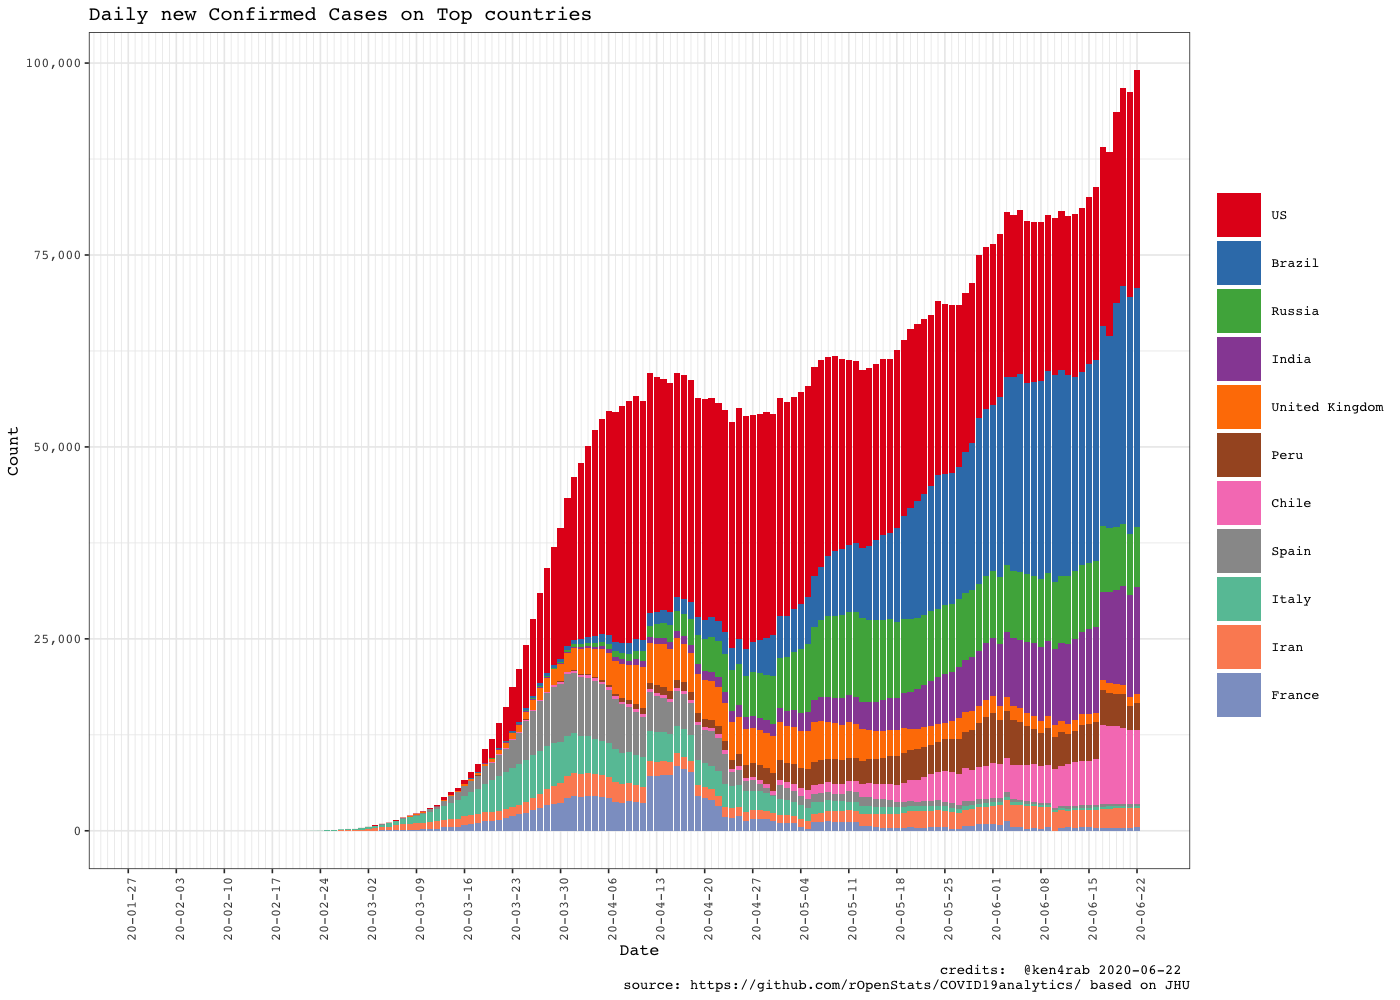 Daily new Confirmed Cases on Top countries
100,000
75,000
50,000
25,000
0
Count
20-01-27
20-02-03
20-02-10
20-02-17
20-02-24
20-03-02
20-03-09
20-03-16
20-03-23
20-03-30
20-04-06
20-04-13
20-04-20
20-04-27
20-05-04
20-05-11
20-05-18
20-05-25
20-06-01
20-06-08
20-06-15
20-06-22
Date
US
Brazil
Russia
India
United Kingdom
Peru
Chile
Spain
Italy
Iran
France
credits:  @ken4rab 2020-06-22
source: https://github.com/rOpenStats/COVID19analytics/ based on JHU